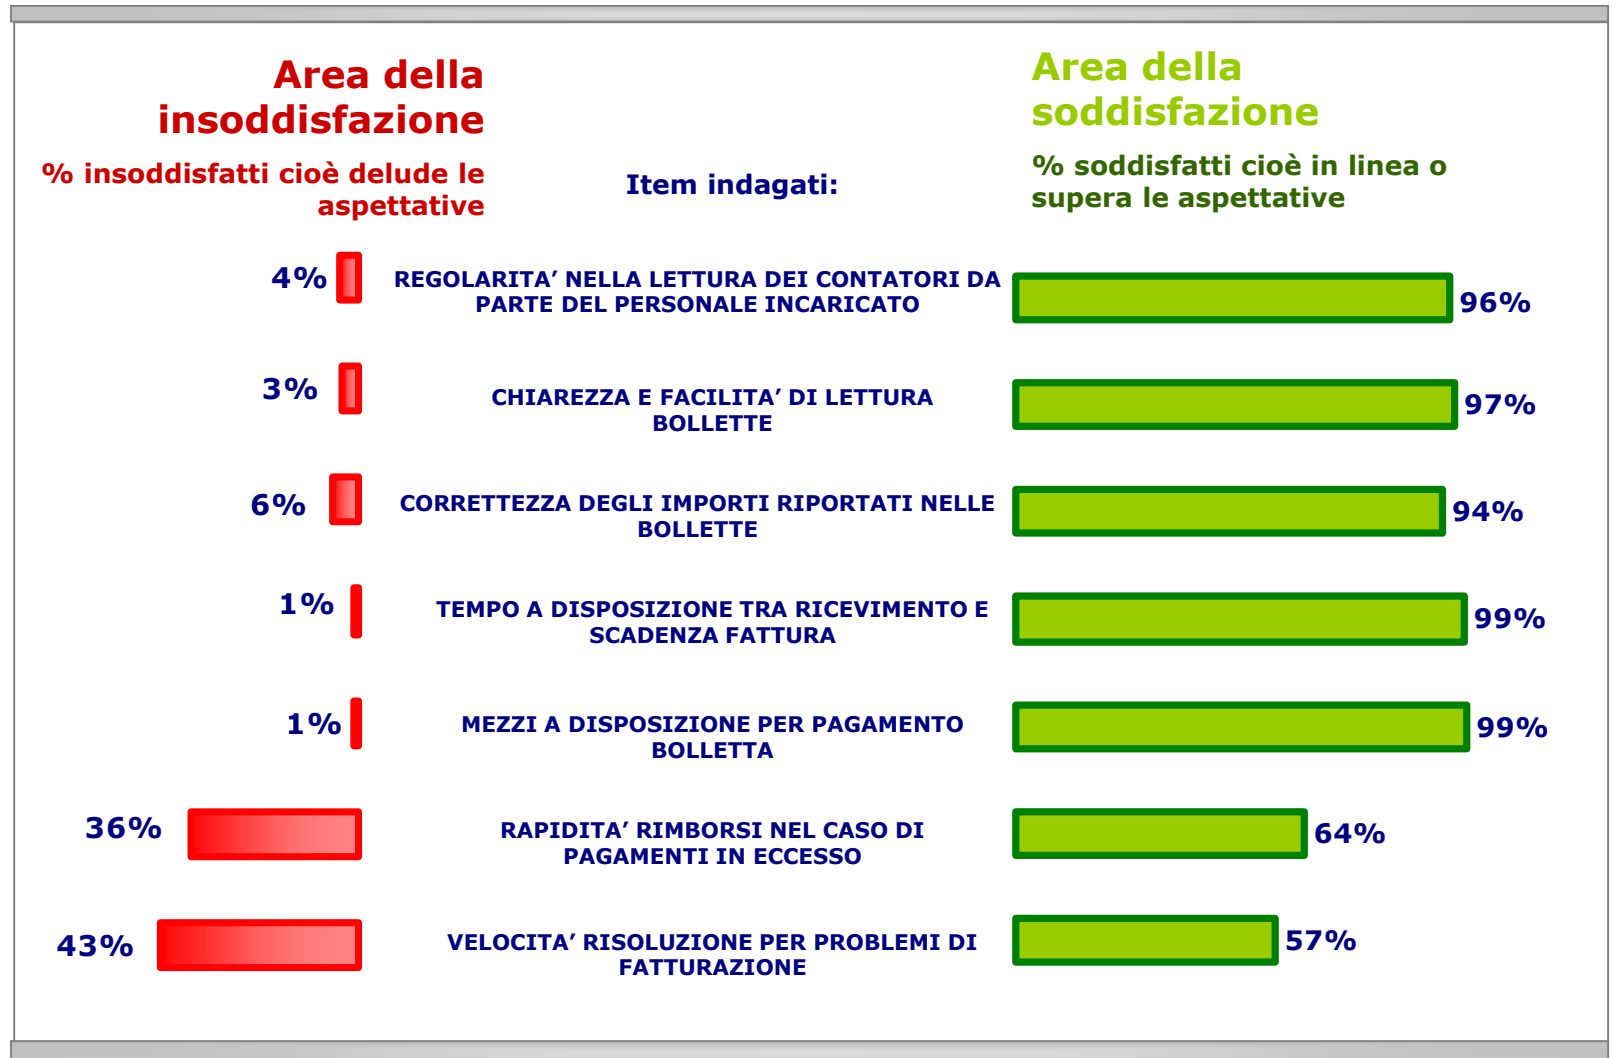 Area della
insoddisfazione
% insoddisfatti cioè delude le
aspettative
Item indagati:
Area della
soddisfazione
% soddisfatti cioè in linea o
supera le aspettative
4%
REGOLARITA’ NELLA LETTURA DEI CONTATORI DA
PARTE DEL PERSONALE INCARICATO
96%
3%
CHIAREZZA E FACILITA’ DI LETTURA
BOLLETTE
97%
6%
CORRETTEZZA DEGLI IMPORTI RIPORTATI NELLE
BOLLETTE
94%
1%
TEMPO A DISPOSIZIONE TRA RICEVIMENTO E
SCADENZA FATTURA
99%
1%
MEZZI A DISPOSIZIONE PER PAGAMENTO
BOLLETTA
99%
36%
RAPIDITA’ RIMBORSI NEL CASO DI
PAGAMENTI IN ECCESSO
64%
43%
VELOCITA’ RISOLUZIONE PER PROBLEMI DI
FATTURAZIONE
57%